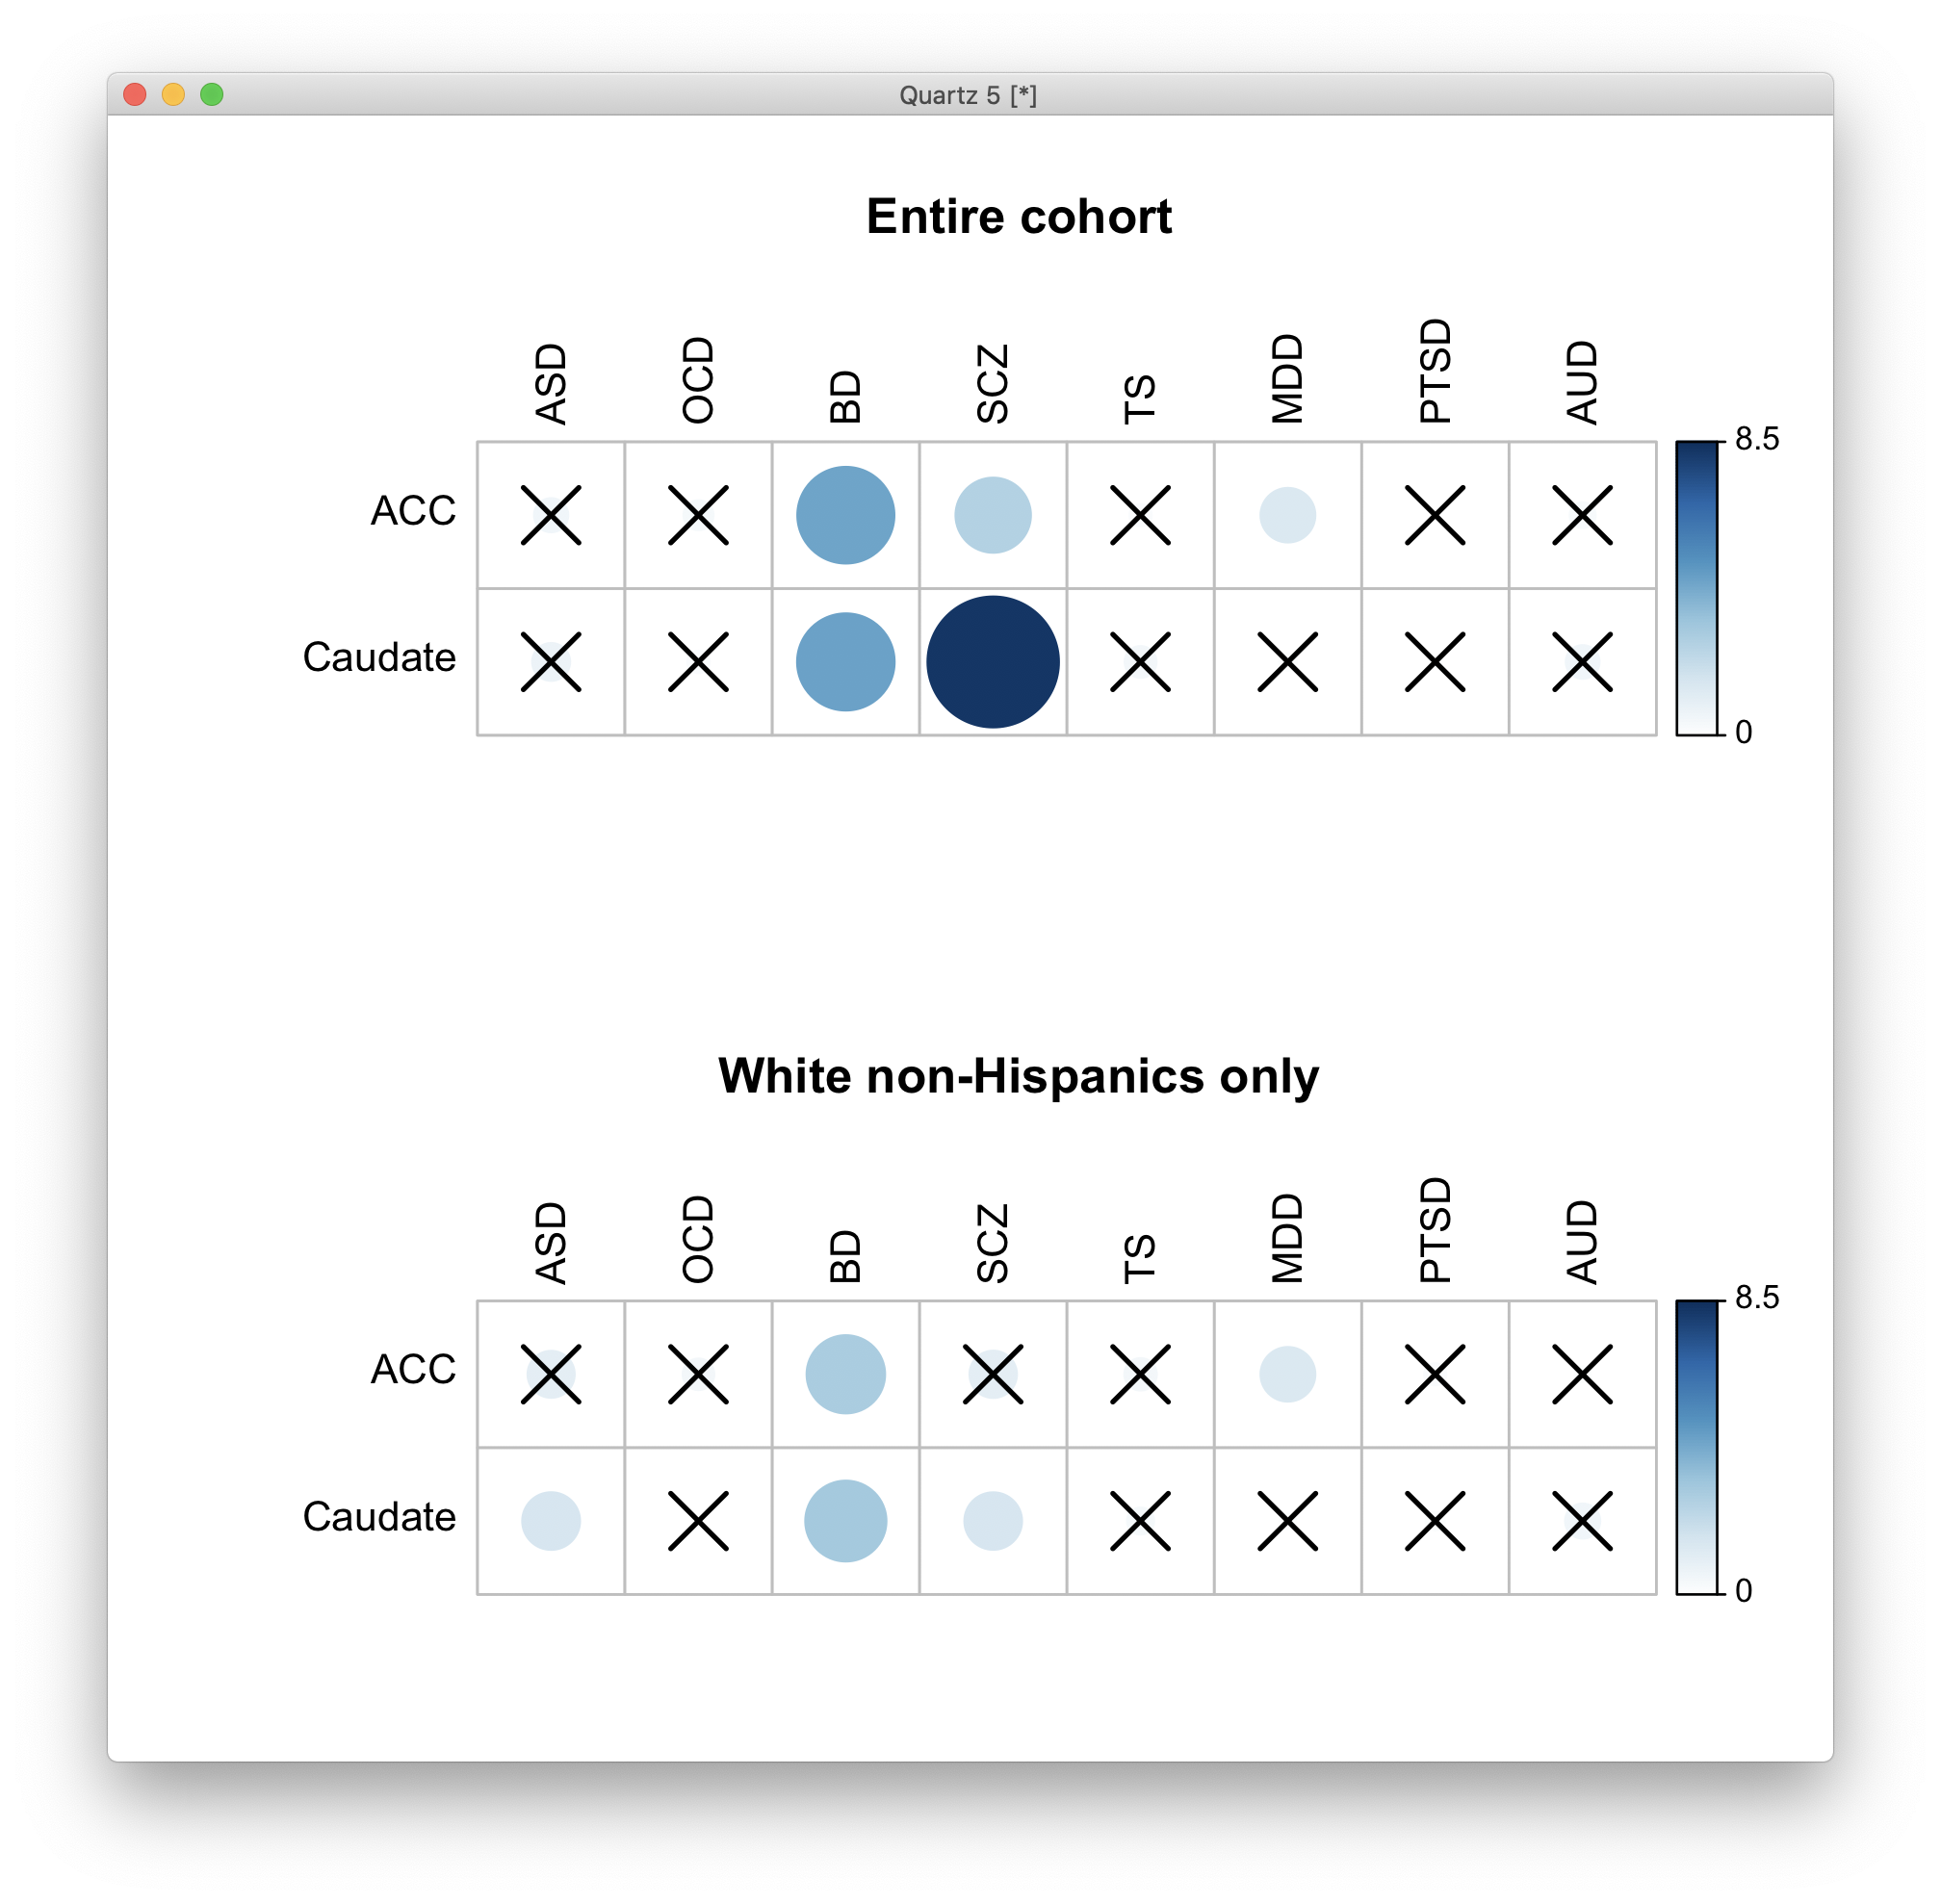 Quartz 5 [*]
Entire cohort
ASD OCD BD SCZ TS MDD PTSD AUD
8.5
ACC
Caudate
0
White non-Hispanics only
ASD OCD BD SCZ TS MDD PTSD AUD
8.5
ACC
Caudate
0